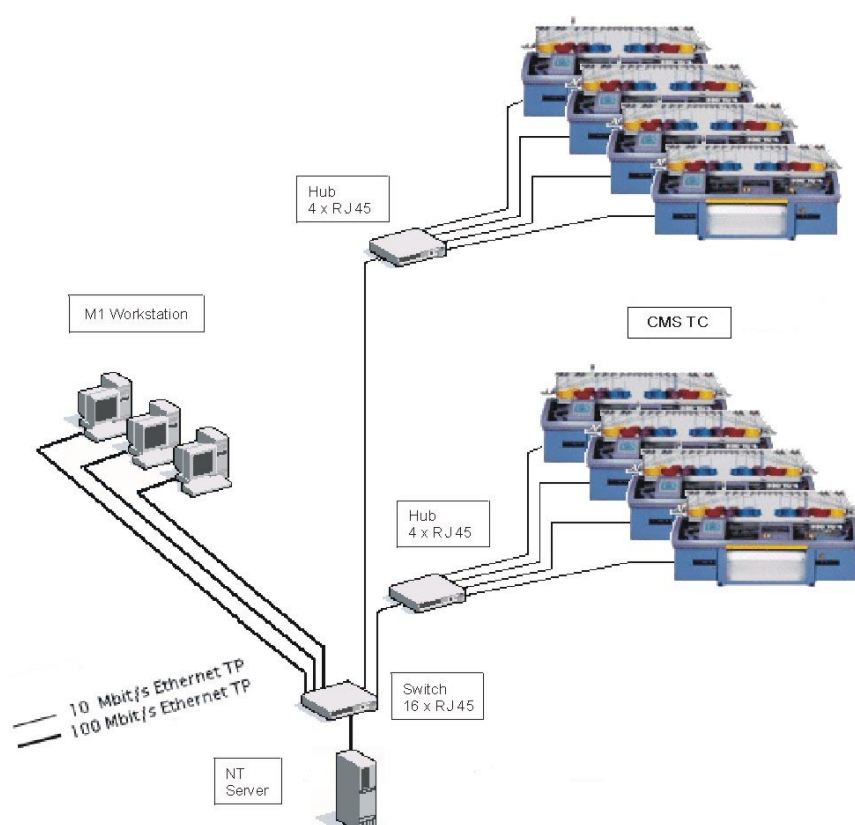 Hub
4 x RJ45
M1 Workstation
CMS TC
Hub
4 x RJ45
10 Mbit/s Ethernet TP
100 Mbit/s Ethernet TP
Switch
16 x RJ45
NT
Server